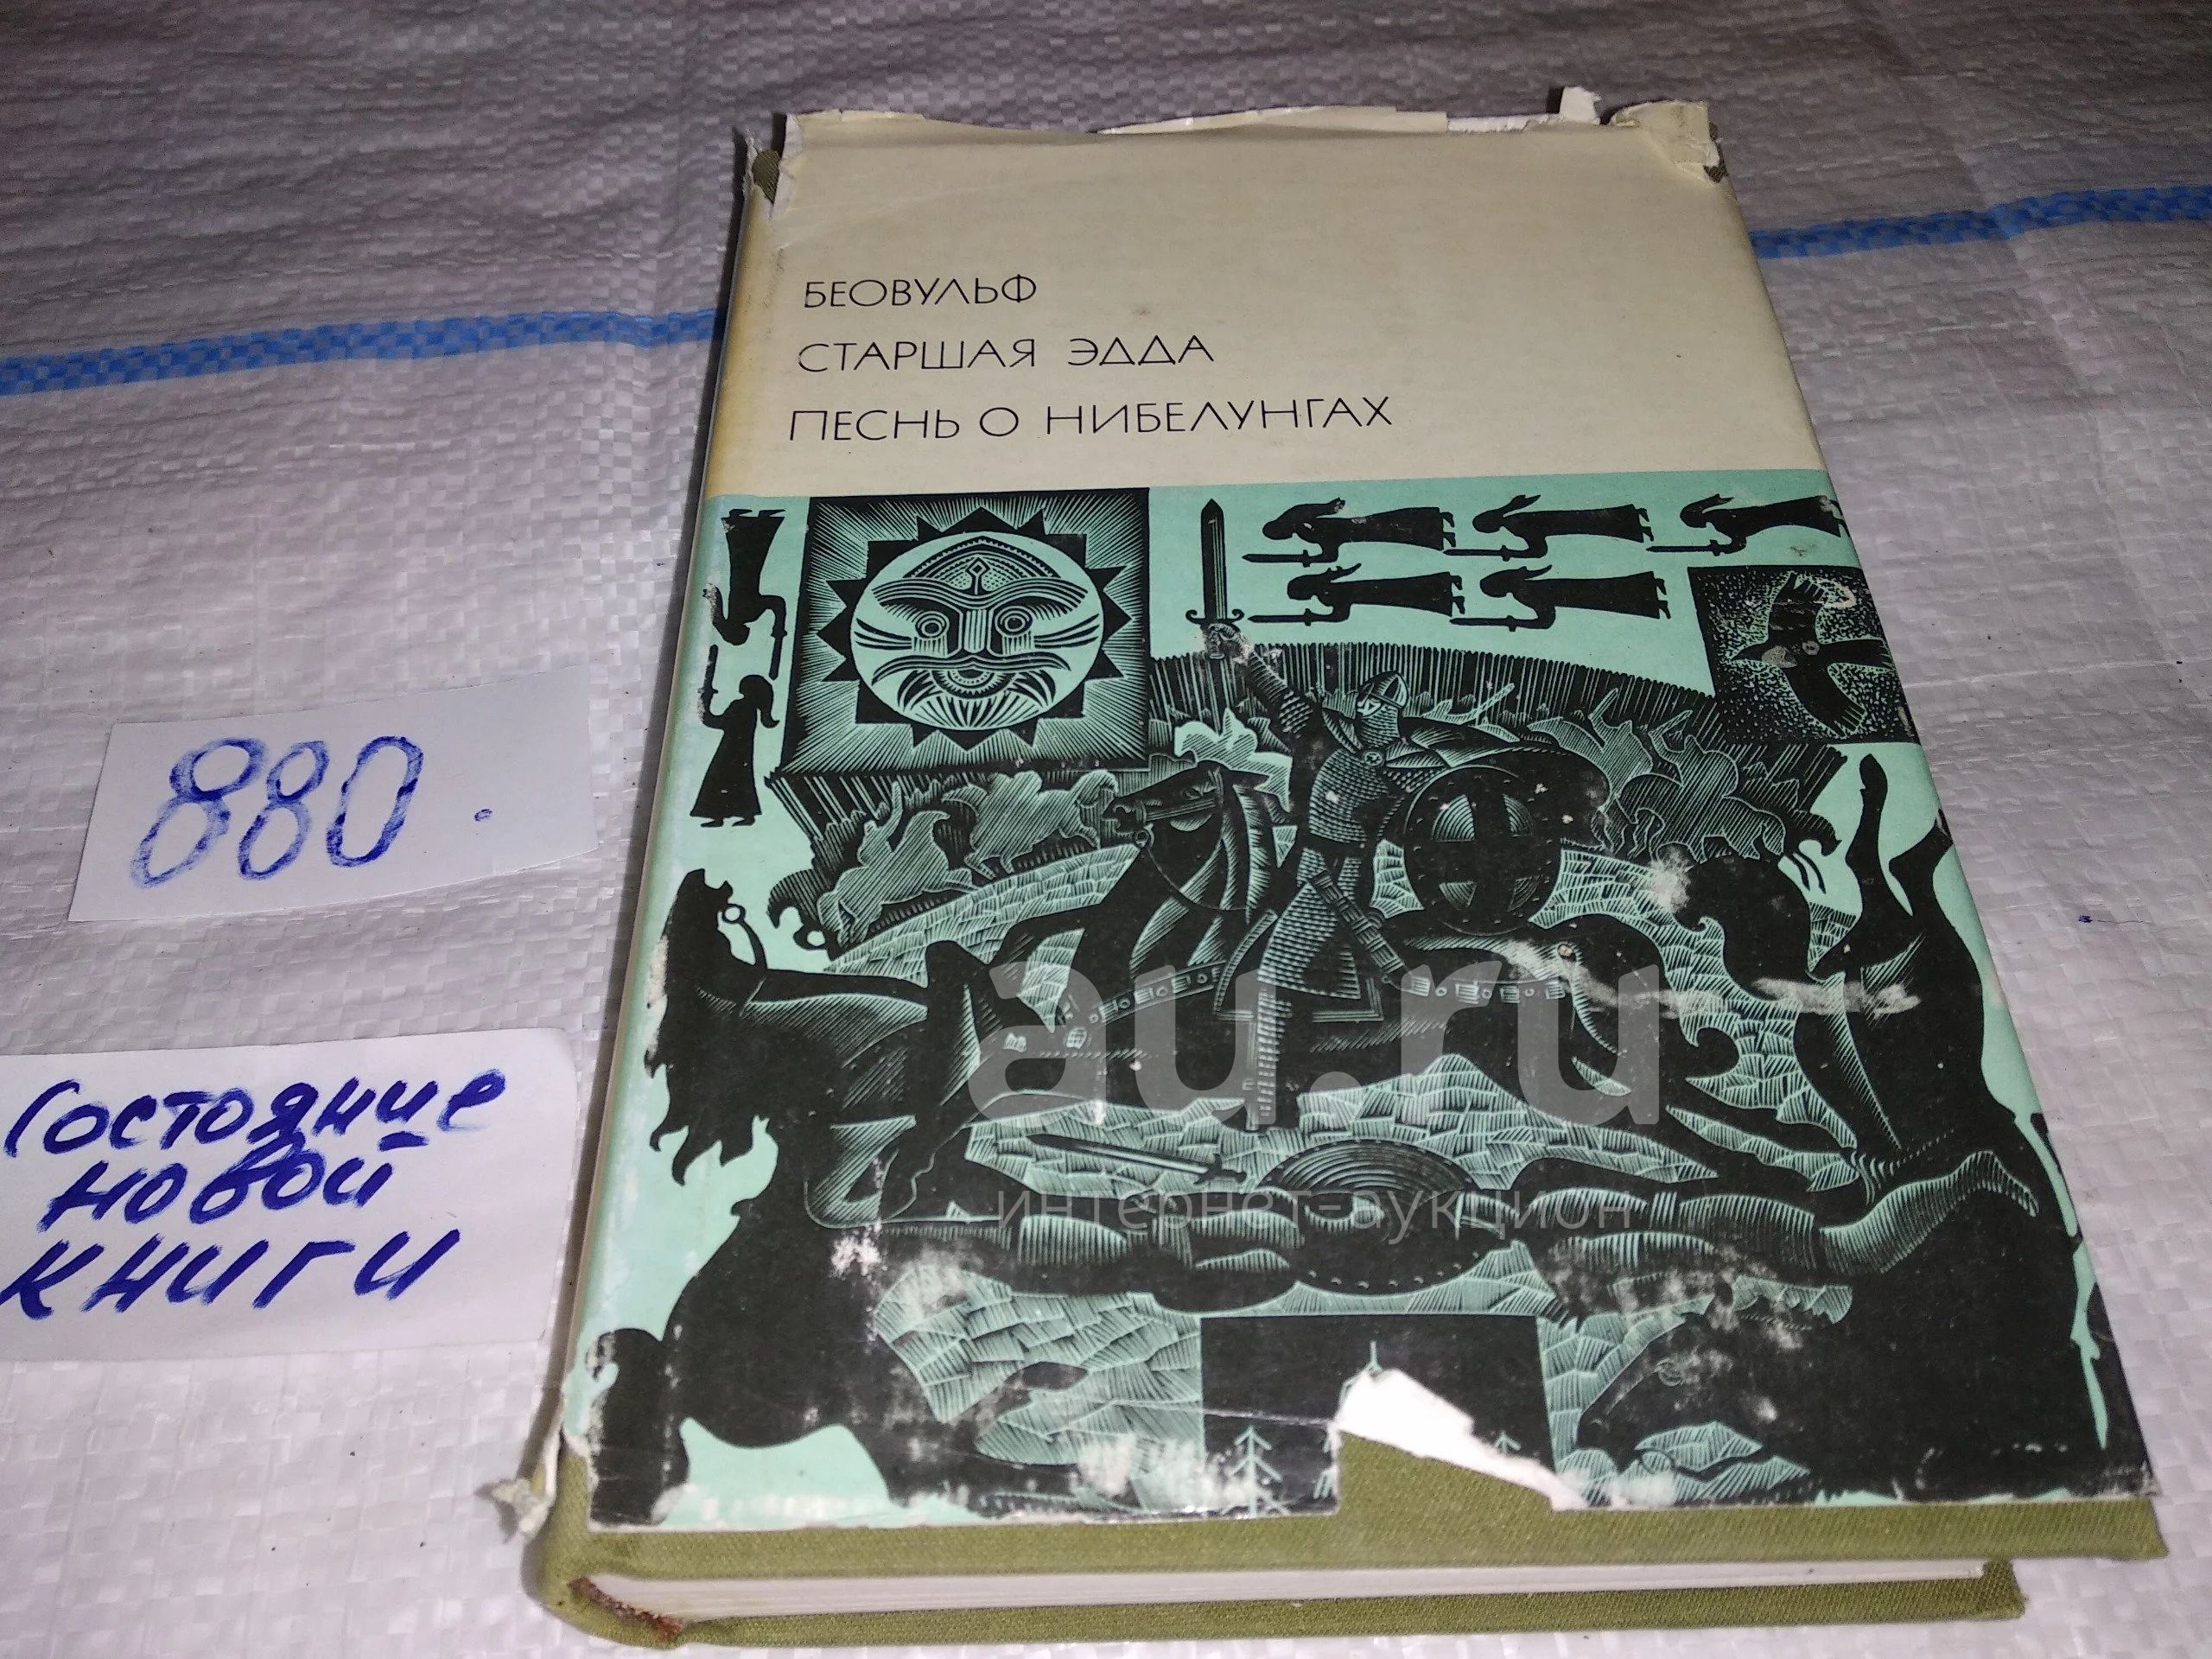 БЕОВУЛЬФ
СТАРШАЯ ЭДДА
ПЕСНЬ О НИБЕЛУНГАХ
880.
Состояние
новой
книги
au.ru
интернет-аукцион